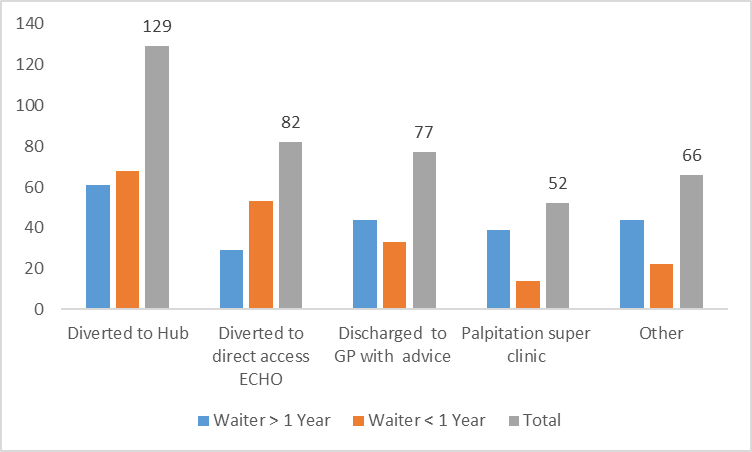 140
129
120
100
82
77
80
66
60
52
40
20
0
Diverted to Hub
Diverted to
direct access
ECHO
Discharged to
GP with advice
Palpitation super
clinic
Other
Waiter > 1 Year
Waiter < 1 Year
Total